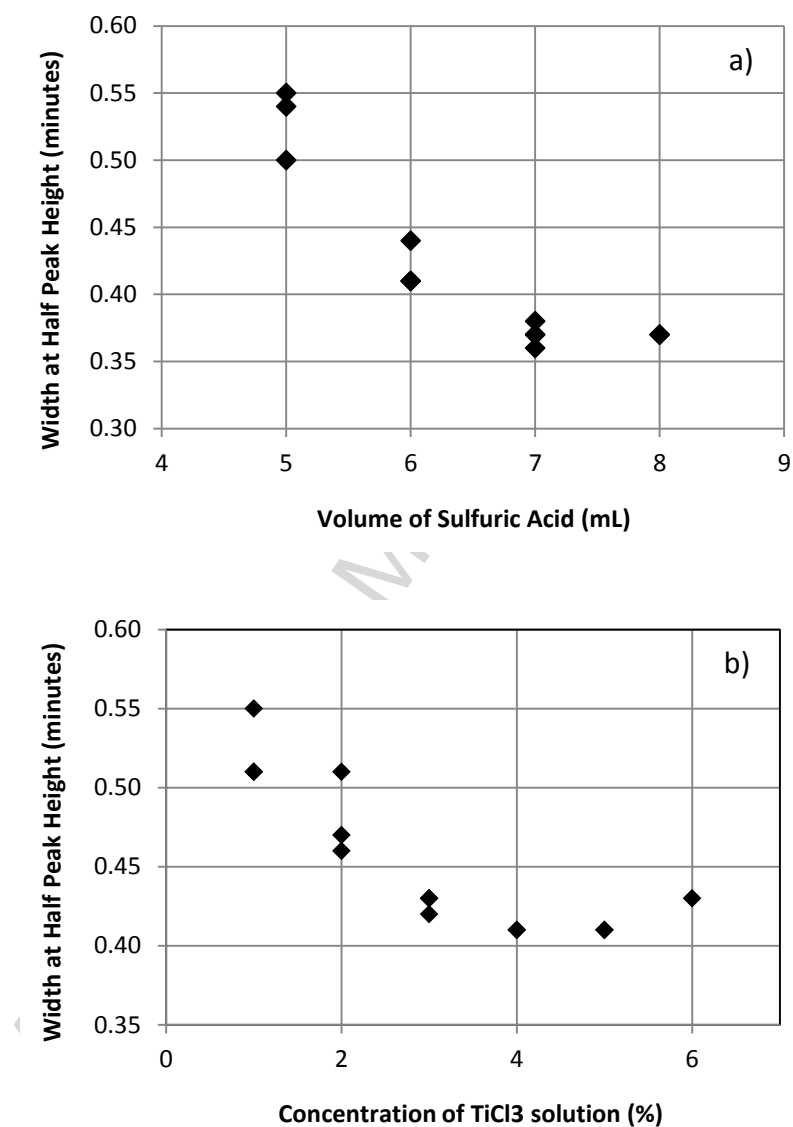 0.60
a)
0.55
0.50
0.45
0.40
0.35
0.30
Width at Half Peak Height (minutes)
4 5 6 7 8 9
Volume of Sulfuric Acid (mL)
M
0.60
b)
0.55
0.50
0.45
0.40
0.35
Width at Half Peak Height (minutes)
0 2 4 6
Concentration of TiCl3 solution (%)